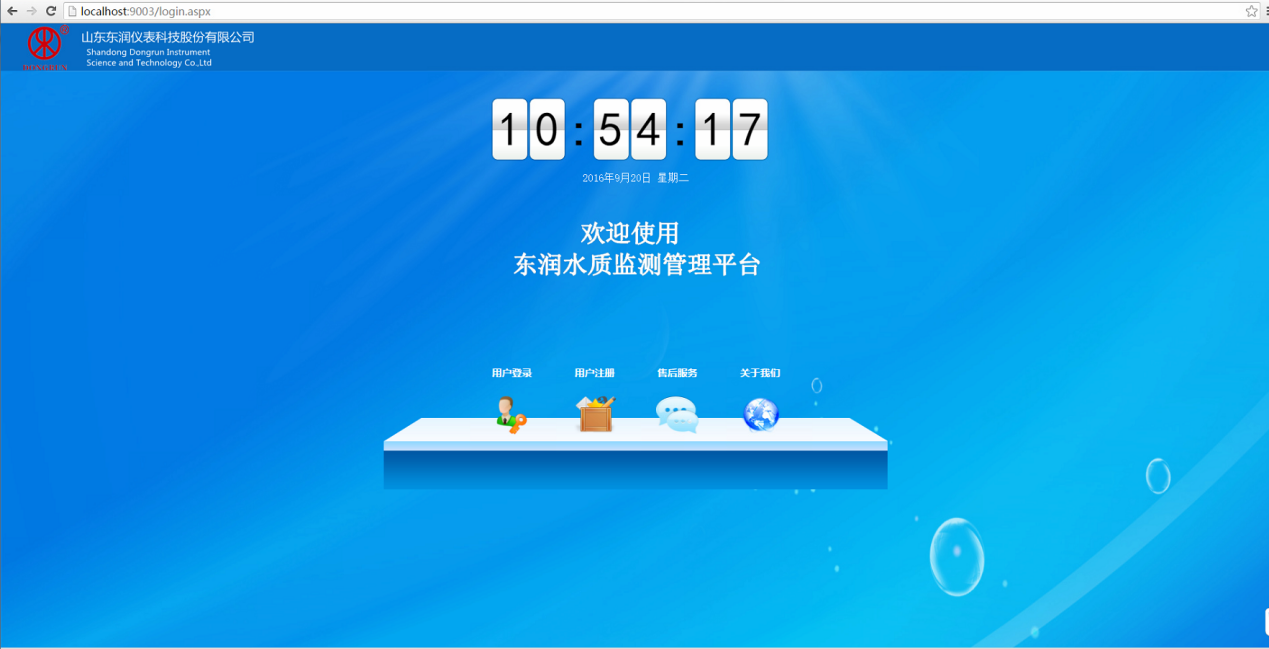 localhost:9003/login.aspx
山东东润仪表科技股份有限公司
Shandong Dongrun Instrument
Science and Technology Co.,Ltd
10:54:17
2016年9月20日 星期二
欢迎使用
东润水质监测管理平台
用户登录 用户注册 售后服务 关于我们